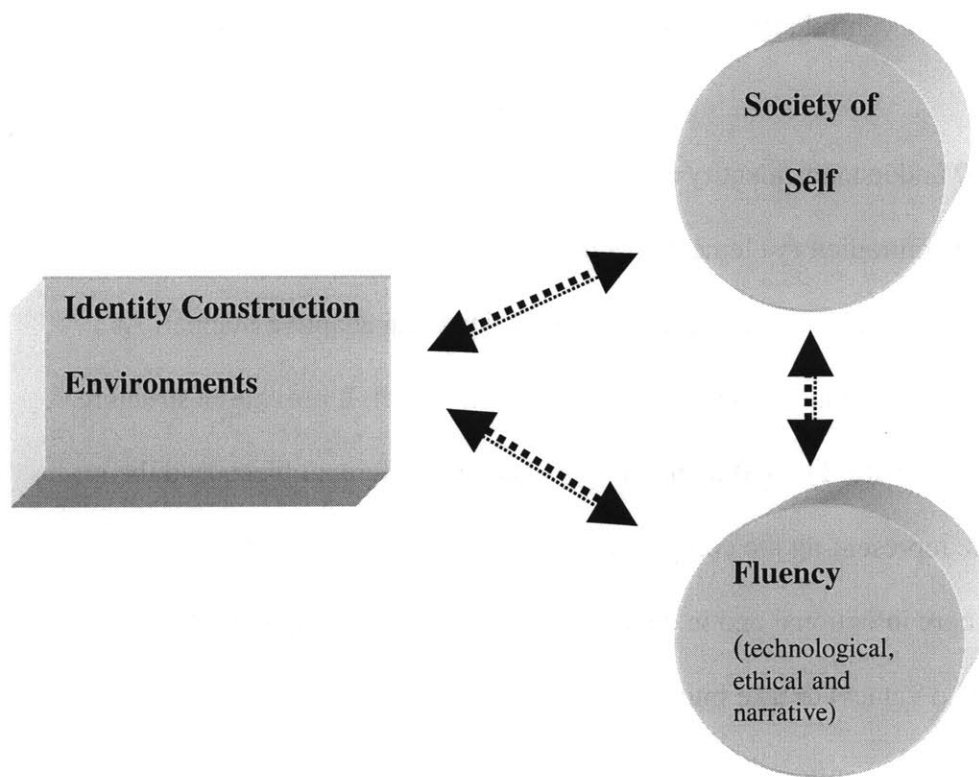 Society of
Self
Identity Construction
Environments
Fluency
(technological,
ethical and
narrative)